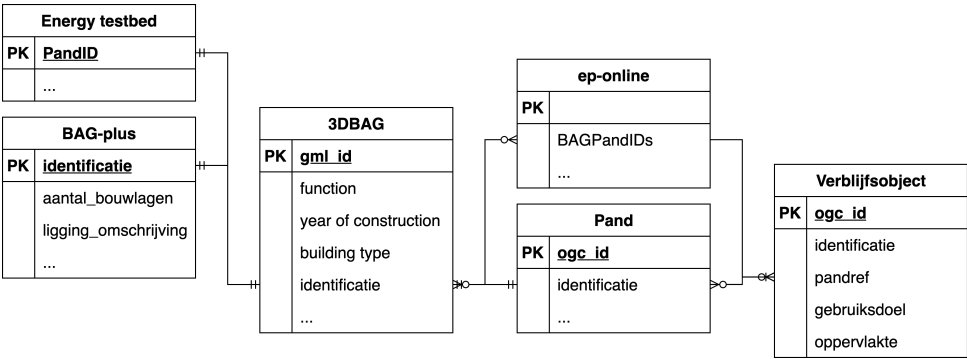 Energy testbed
PK PandID
...
BAG-plus
PK identificatie
aantal_bouwlagen
ligging_omschrijving
...
3DBAG
PK gml_id
function
year of construction
building type
identificatie
...
ep-online
PK
BAGPandIDs
...
Pand
PK ogc_id
identificatie
...
Verblijfsobject
PK ogc_id
identificatie
pandref
gebruiksdoel
oppervlakte